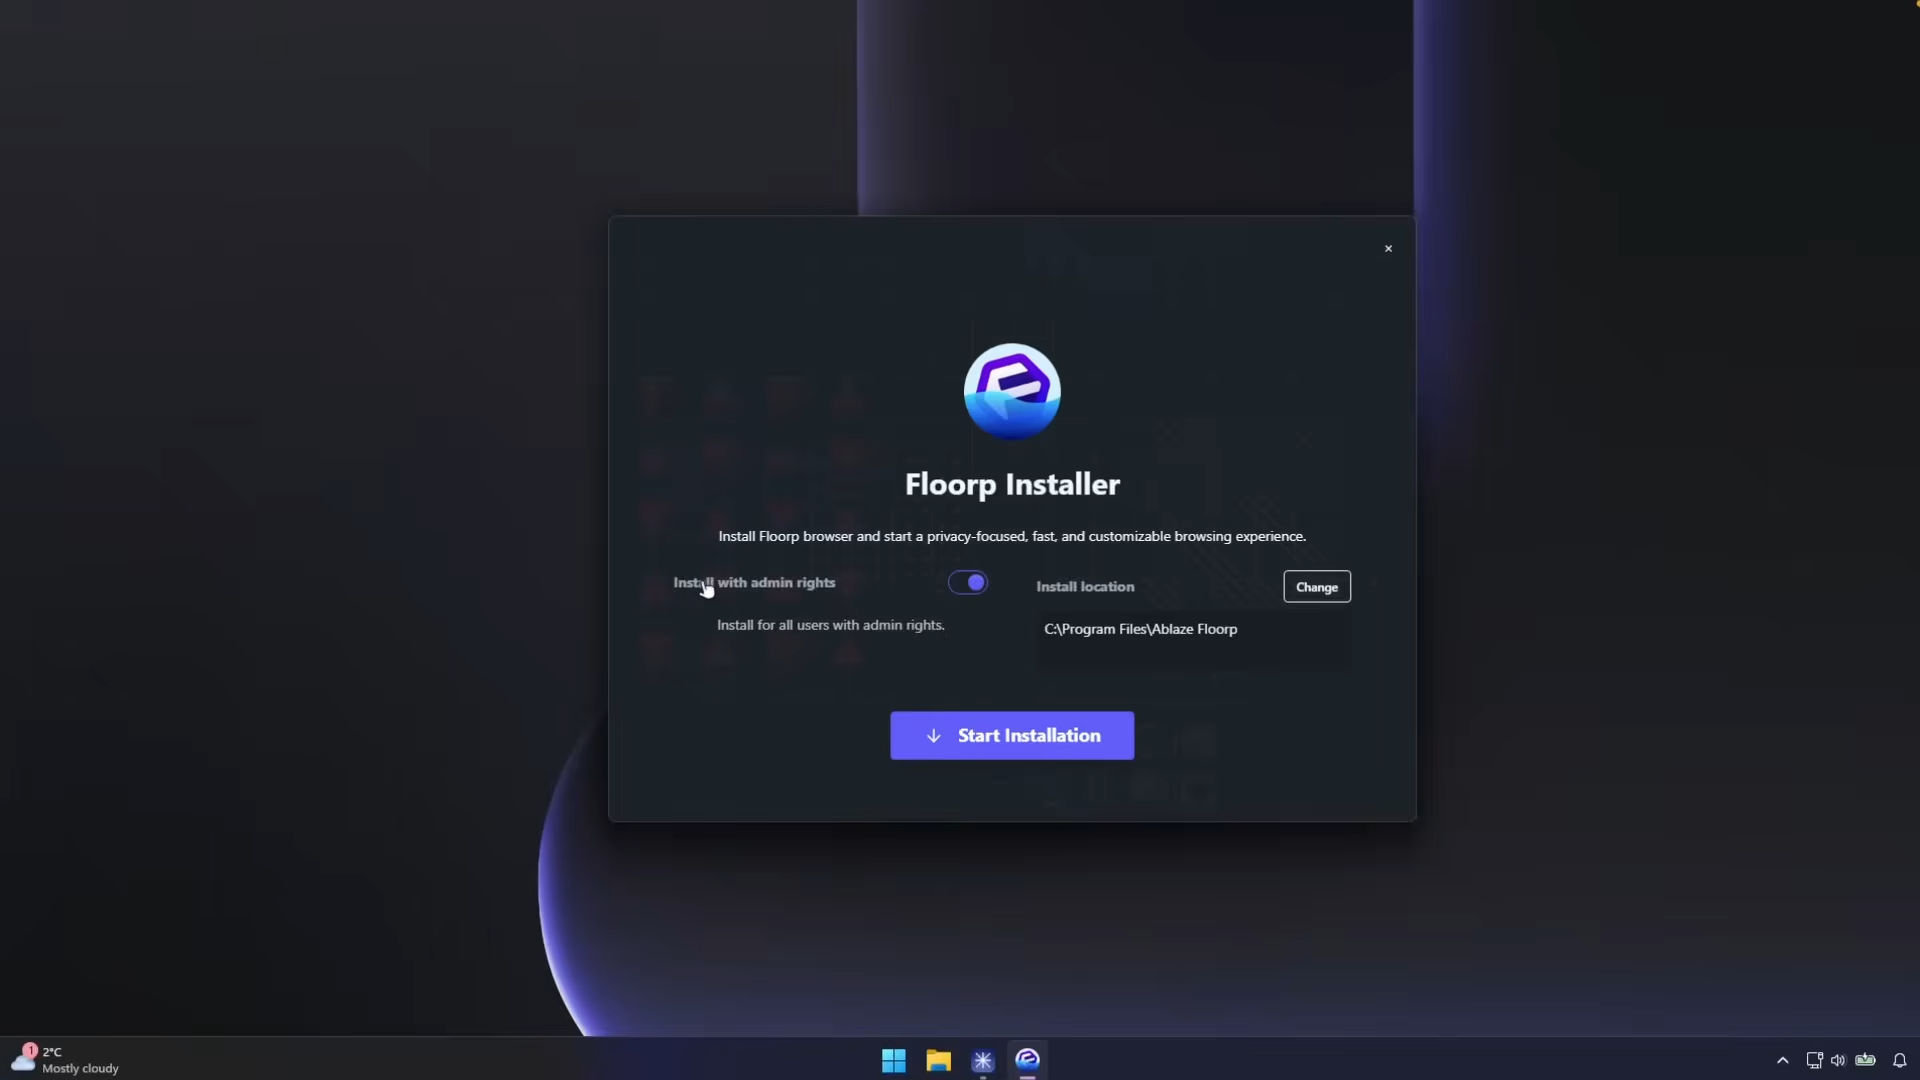 Floorp Installer
Install Floorp browser and start a privacy-focused, fast, and customizable browsing experience.
Install with admin rights
Install for all users with admin rights.
Install location
Change
C:\Program Files\Ablaze Floorp
Start Installation
1
2°C
Mostly cloudy